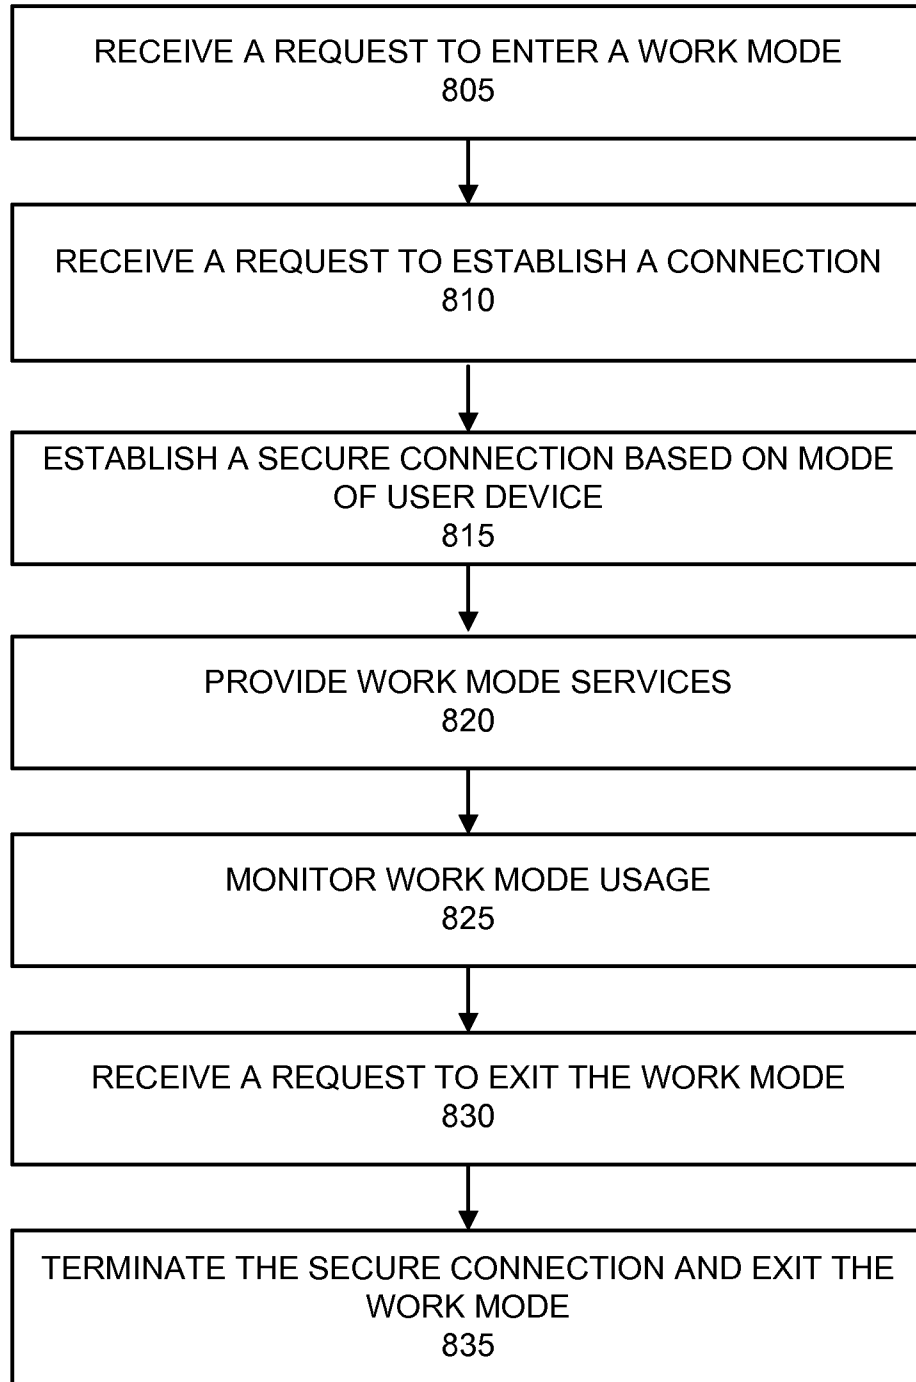 RECEIVE A REQUEST TO ENTER A WORK MODE
805
RECEIVE A REQUEST TO ESTABLISH A CONNECTION
810
ESTABLISH A SECURE CONNECTION BASED ON MODE
OF USER DEVICE
815
PROVIDE WORK MODE SERVICES
820
MONITOR WORK MODE USAGE
825
RECEIVE A REQUEST TO EXIT THE WORK MODE
830
TERMINATE THE SECURE CONNECTION AND EXIT THE
WORK MODE
835